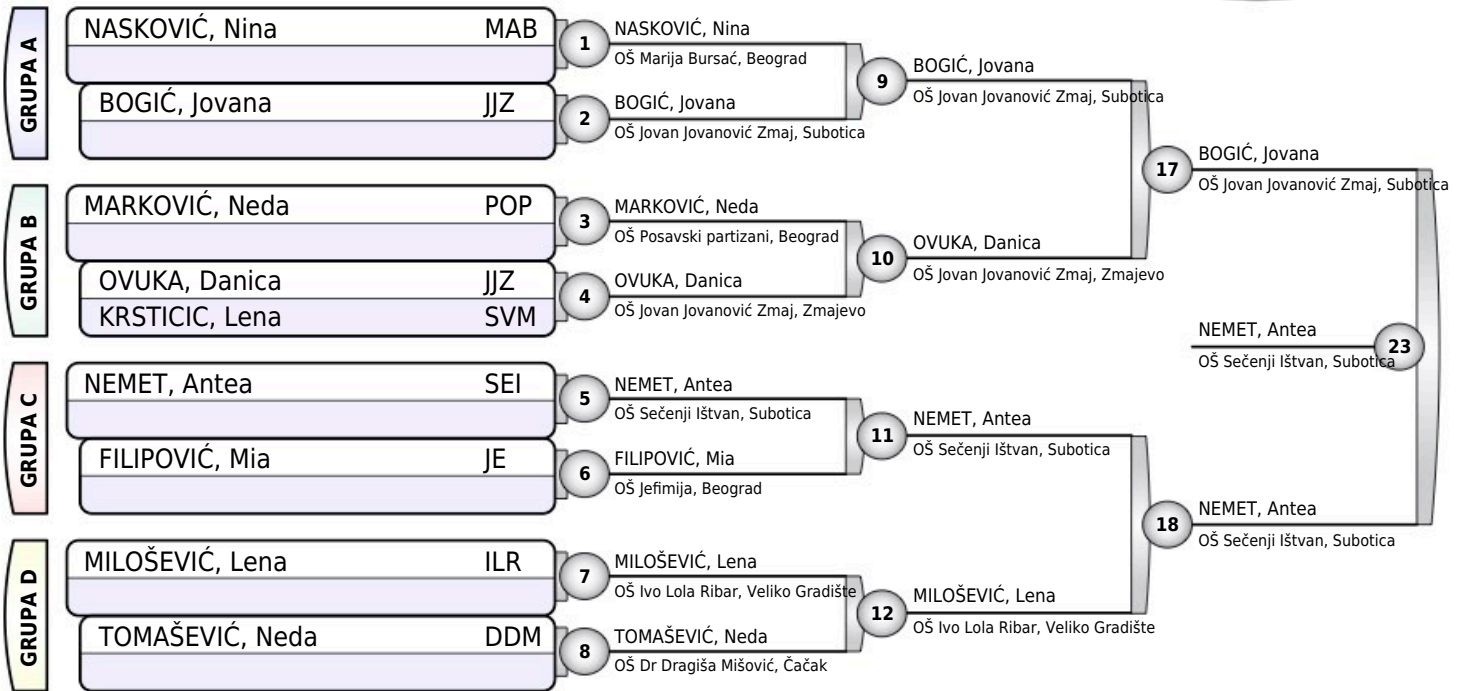 GRUPA A
NASKOVIĆ, Nina MAB
BOGIĆ, Jovana JJZ
GRUPA B
MARKOVIĆ, Neda POP
OVUKA, Danica JJZ
KRSTICIC, Lena SVM
GRUPA C
NEMET, Antea SEI
FILIPOVIĆ, Mia JE
GRUPA D
MILOŠEVIĆ, Lena ILR
TOMAŠEVIĆ, Neda DDM
1
NASKOVIĆ, Nina
OŠ Marija Bursać, Beograd
2
BOGIĆ, Jovana
OŠ Jovan Jovanović Zmaj, Subotica
3
MARKOVIĆ, Neda
OŠ Posavski partizani, Beograd
4
OVUKA, Danica
OŠ Jovan Jovanović Zmaj, Zmajevo
5
NEMET, Antea
OŠ Sečenji Ištvan, Subotica
6
FILIPOVIĆ, Mia
OŠ Jefimija, Beograd
7
MILOŠEVIĆ, Lena
OŠ Ivo Lola Ribar, Veliko Gradište
8
TOMAŠEVIĆ, Neda
OŠ Dr Dragiša Mišović, Čačak
9
BOGIĆ, Jovana
OŠ Jovan Jovanović Zmaj, Subotica
10
OVUKA, Danica
OŠ Jovan Jovanović Zmaj, Zmajevo
11
NEMET, Antea
OŠ Sečenji Ištvan, Subotica
12
MILOŠEVIĆ, Lena
OŠ Ivo Lola Ribar, Veliko Gradište
17
BOGIĆ, Jovana
OŠ Jovan Jovanović Zmaj, Subotica
18
NEMET, Antea
OŠ Sečenji Ištvan, Subotica
23
NEMET, Antea
OŠ Sečenji Ištvan, Subotica